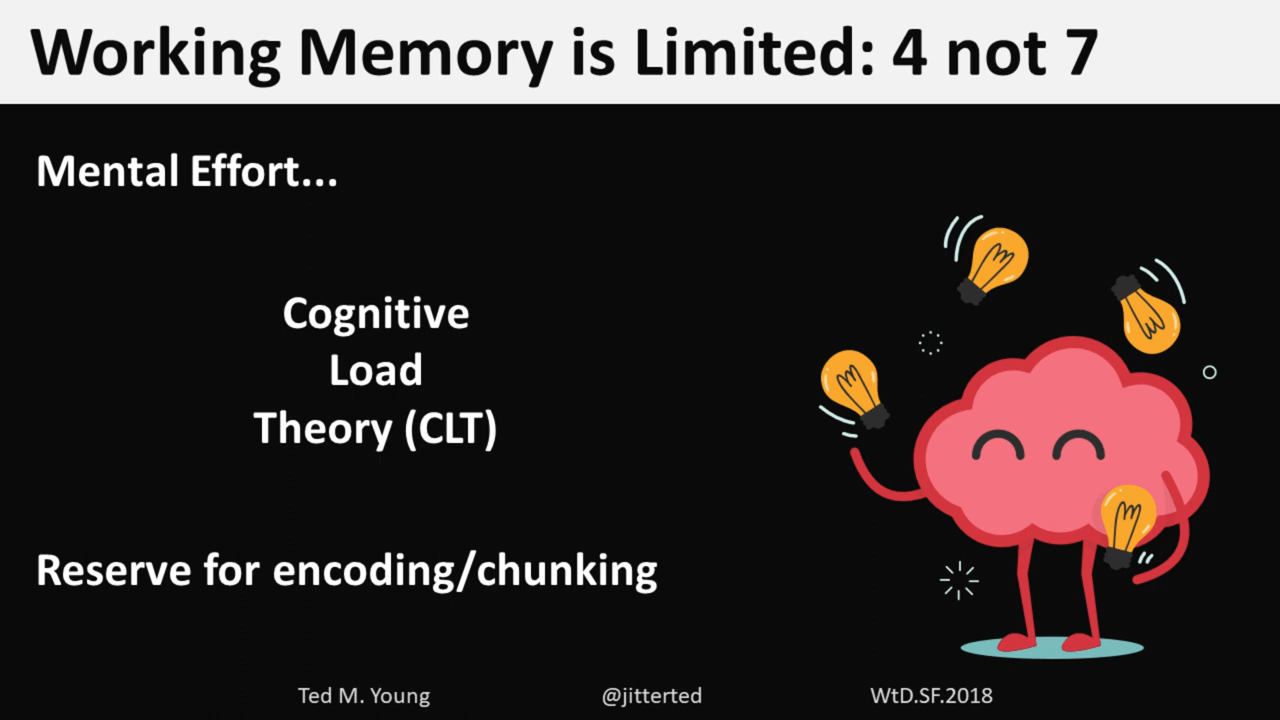 Working Memory is Limited: 4 not 7
Mental Effort...
Cognitive
Load
Theory (CLT)
Reserve for encoding/chunking
Ted M. Young @jitterted WtD.SF.2018